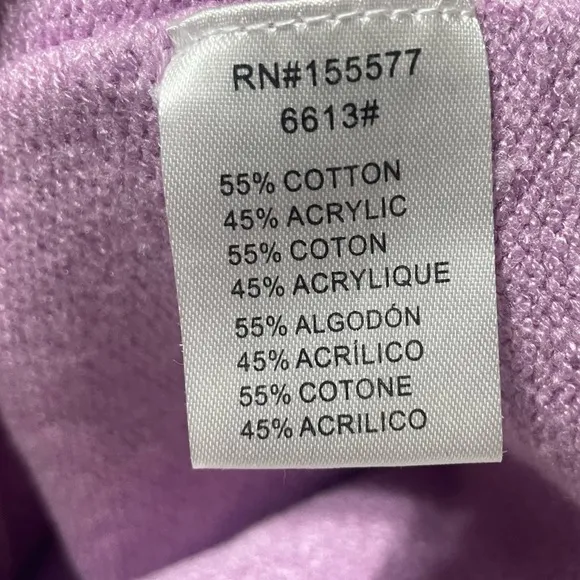 RN#155577
6613#
55% COTTON
45% ACRYLIC
55% COTON
45% ACRYLIQUE
55% ALGODÓN
45% ACRÍLICO
55% COTONE
45% ACRILICO